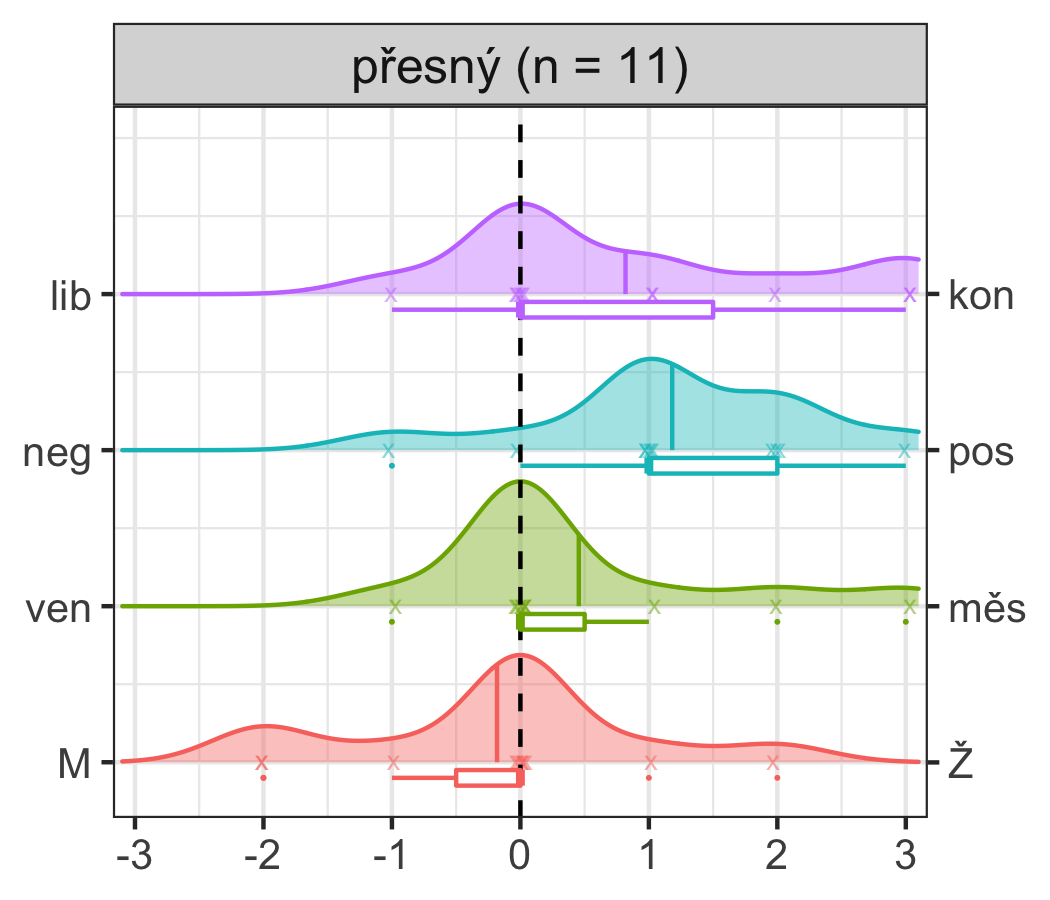 přesný (n = 11)
lib kon
neg pos
ven měs
M Ž
-3 -2 -1 0 1 2 3